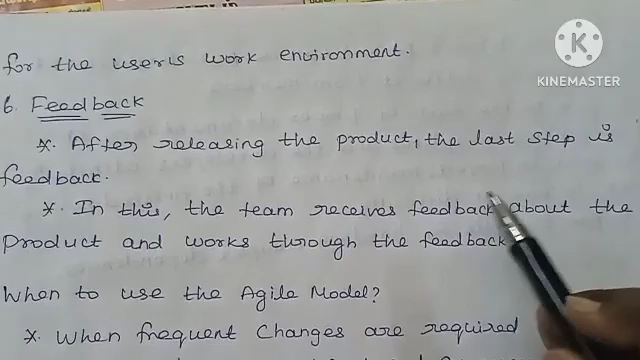 K
KINEMASTER
for the useris work environment.
6. Feedback
*. After releasing the product, the last step is
feedback.
*. In this, the team receives feedback about the
Product and works through the feedback
When to use the Agile Model?
*. When frequent Changes are required